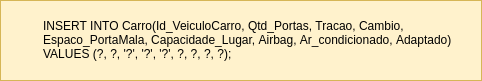 INSERT INTO Carro(Id_VeiculoCarro, Qtd_Portas, Tracao, Cambio,
Espaco_PortaMala, Capacidade_Lugar, Airbag, Ar_condicionado, Adaptado)
VALUES (?, ?, '?', '?', '?', ?, ?, ?, ?);